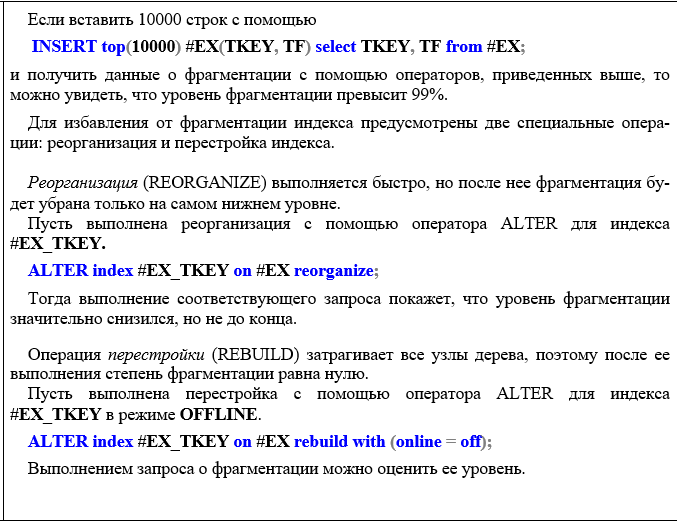 Если вставить 10000 строк с помощью
INSERT top(10000) #EX(TKEY, TF) select TKEY, TF from #EX;
и получить данные о фрагментации с помощью операторов, приведенных выше, то
можно увидеть, что уровень фрагментации превысит 99%.
Для избавления от фрагментации индекса предусмотрены две специальные опера-
ции: реорганизация и перестройка индекса.
Реорганизация (REORGANIZE) выполняется быстро, но после нее фрагментация бу-
дет убрана только на самом нижнем уровне.
Пусть выполнена реорганизация с помощью оператора ALTER для индекса
#EX_TKEY.
ALTER index #EX_TKEY on #EX reorganize;
Тогда выполнение соответствующего запроса покажет, что уровень фрагментации
значительно снизился, но не до конца.
Операция перестройки (REBUILD) затрагивает все узлы дерева, поэтому после ее
выполнения степень фрагментации равна нулю.
Пусть выполнена перестройка с помощью оператора ALTER для индекса
#EX_TKEY в режиме OFFLINE.
ALTER index #EX_TKEY on #EX rebuild with (online = off);
Выполнением запроса о фрагментации можно оценить ее уровень.